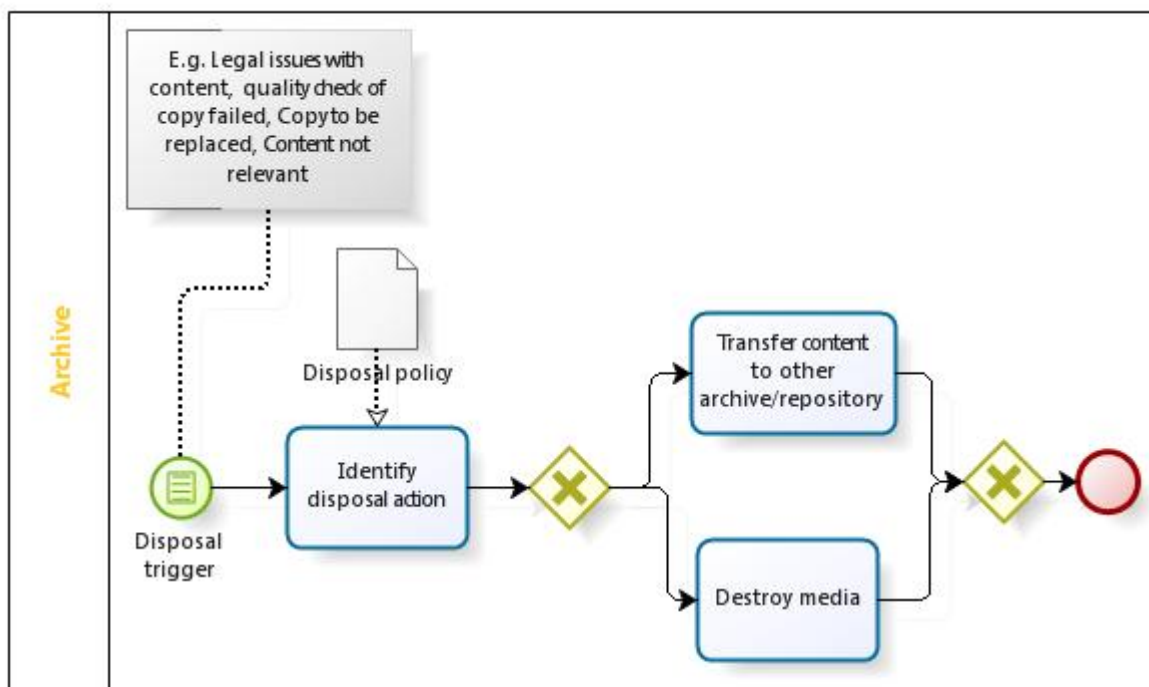 E.g. Legal issues with
content, quality check of
copy failed, Copy to be
replaced, Content not
relevant
Archive
Disposal policy
Transfer content
to other
archive/repository
Identify
disposal action
Disposal
trigger
Destroy media